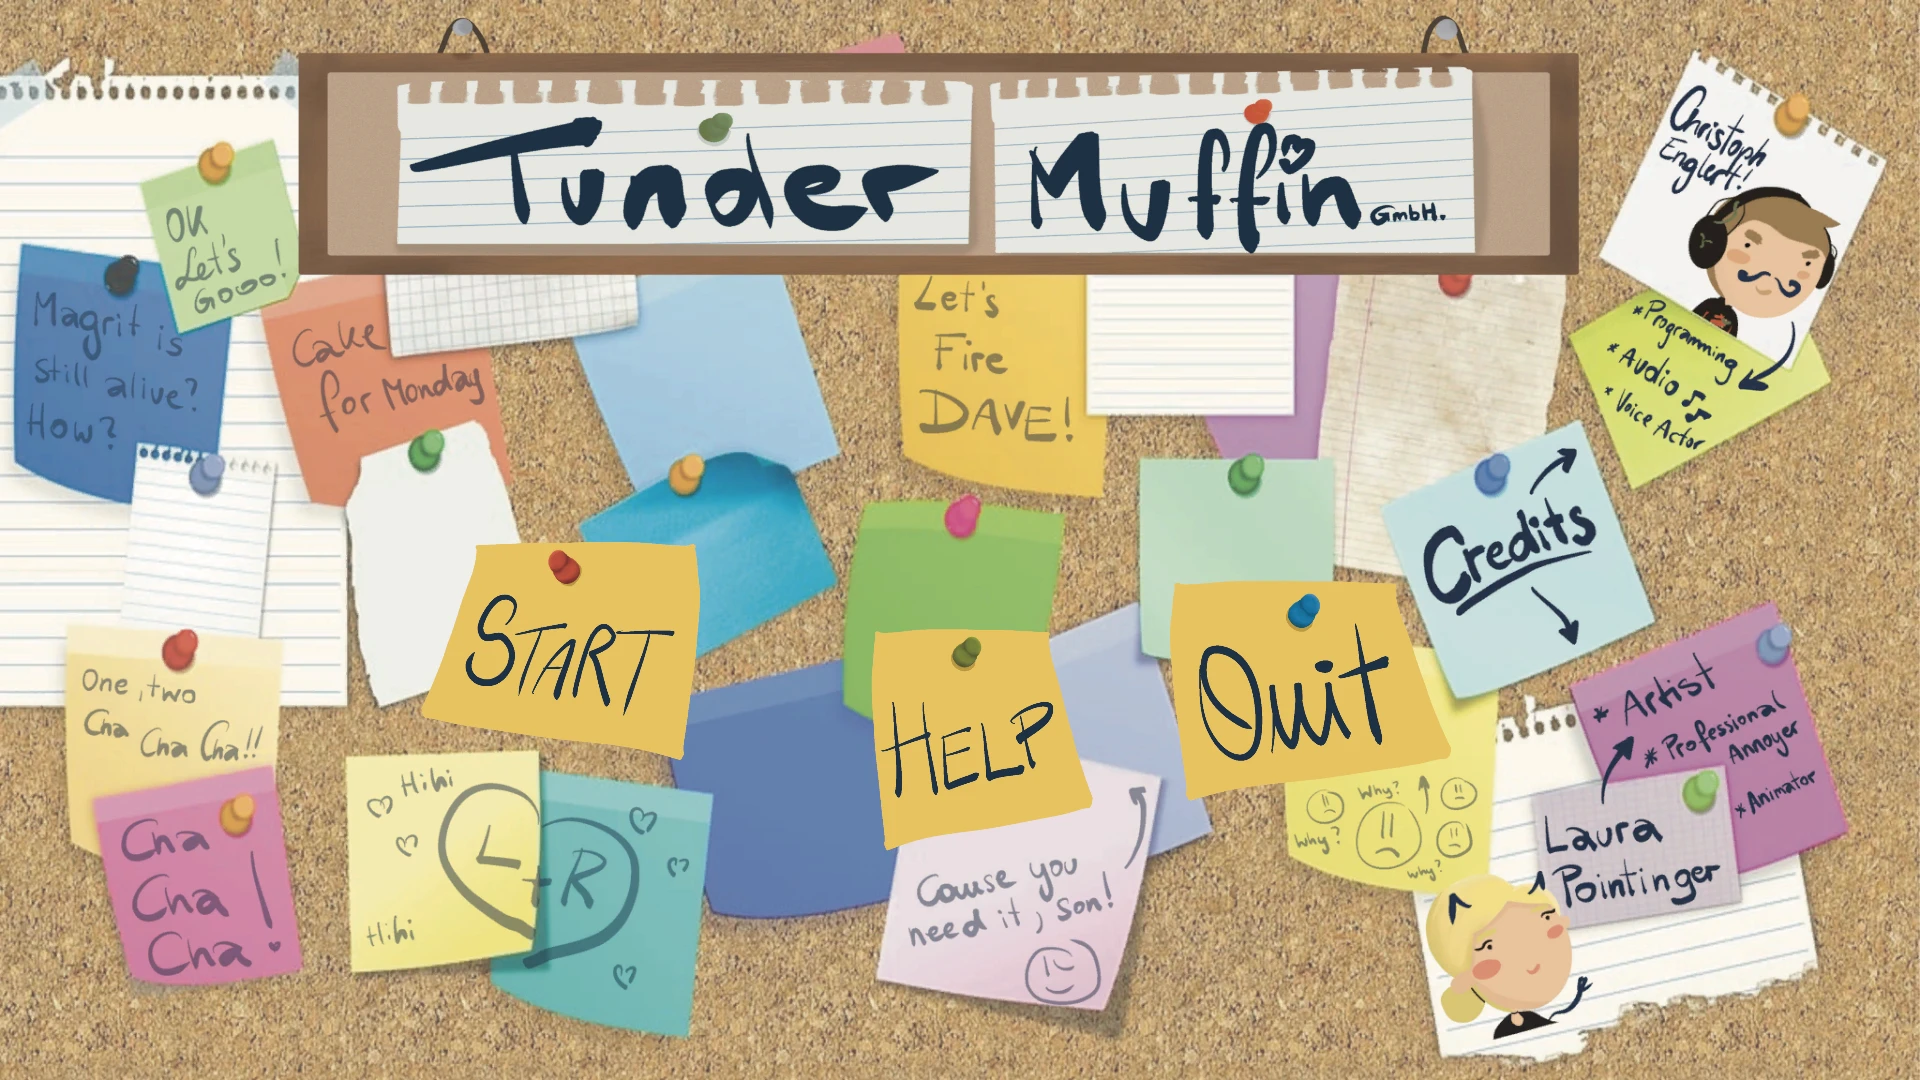 Tunder Muffin GmbH.
Christoph
Englert!
* Programming
* Audio
* Voice Actor
OK
Let's
Gooo!
Magrit is
still alive?
How?
Cake
for Monday
Let's
Fire
DAVE!
Credits
START
HELP
Quit
One, two
Cha Cha Cha!!
Cha
Cha
Cha!
Hihi
L + R
Hihi
Cause you
need it, son!
Why?
Why?
Why?
* Artist
* Professional
Annoyer
* Animator
Laura
Pointinger